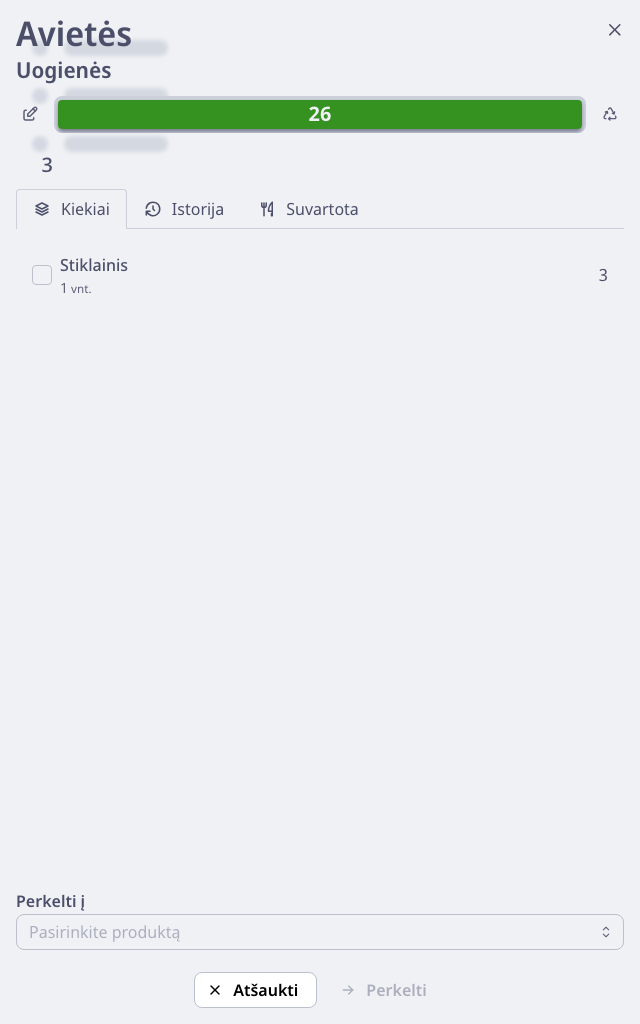 Avietės
Uogienės
26
3
Kiekiai Istorija Suvartota
Stiklainis
1 vnt.
3
Perkelti į
Pasirinkite produktą
Atšaukti Perkelti